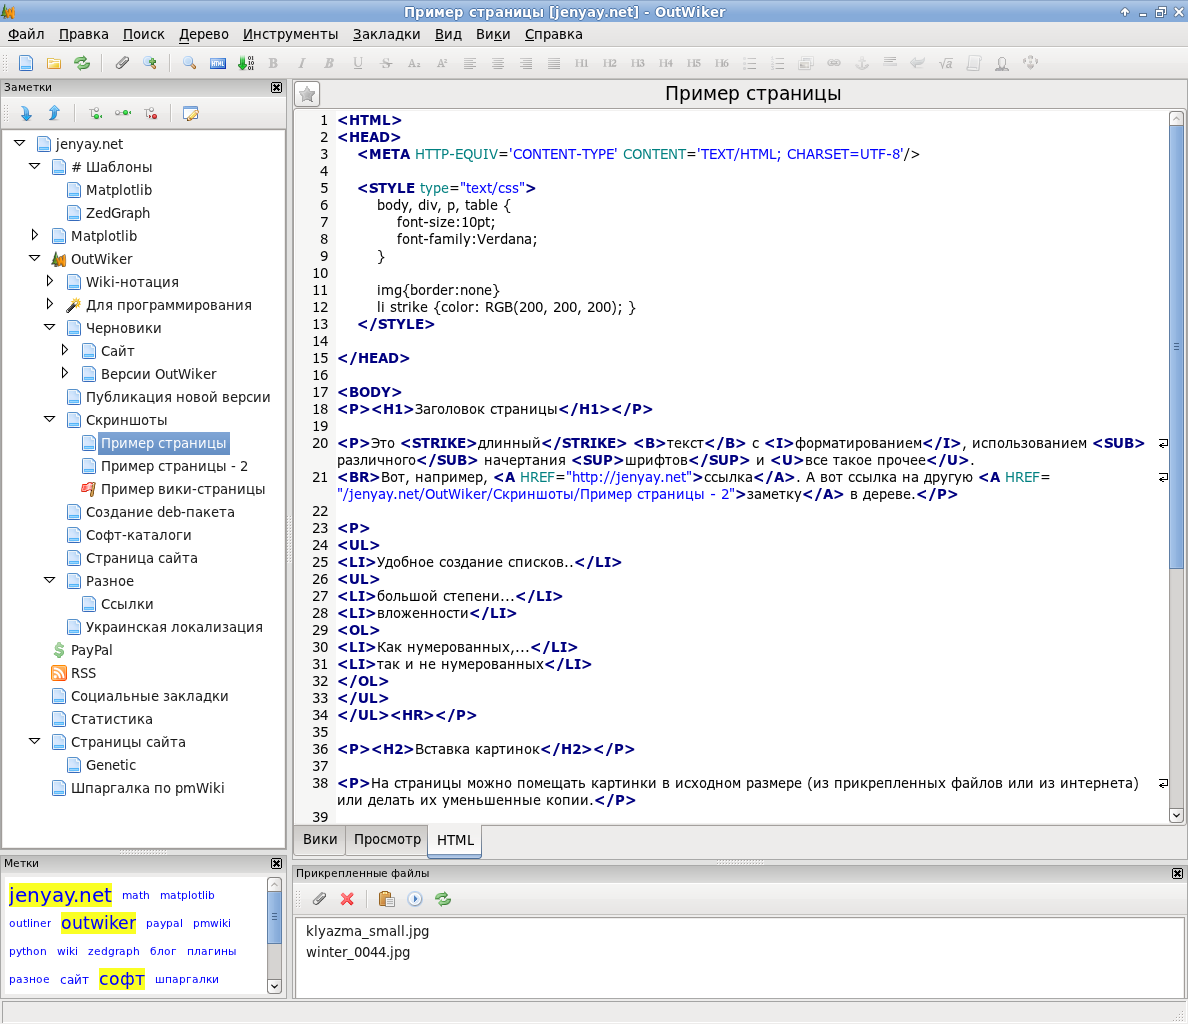 Пример страницы [jenyay.net] - OutWiker
Файл Правка Поиск Дерево Инструменты Закладки Вид Вики Справка
B I U S A₂ A² H1 H2 H3 H4 H5 H6
Заметки
jenyay.net
# Шаблоны
Matplotlib
ZedGraph
Matplotlib
OutWiker
Wiki-нотация
Для программирования
Черновики
Сайт
Версии OutWiker
Публикация новой версии
Скриншоты
Пример страницы
Пример страницы - 2
Пример вики-страницы
Создание deb-пакета
Софт-каталоги
Страница сайта
Разное
Ссылки
Украинская локализация
PayPal
RSS
Социальные закладки
Статистика
Страницы сайта
Genetic
Шпаргалка по pmWiki
Метки
jenyay.net math matplotlib
outliner outwiker paypal pmwiki
python wiki zedgraph блог плагины
разное сайт софт шпаргалки
Пример страницы
1 <HTML>
2 <HEAD>
3 <META HTTP-EQUIV='CONTENT-TYPE' CONTENT='TEXT/HTML; CHARSET=UTF-8'/>
4
5 <STYLE type="text/css">
6 body, div, p, table {
7 font-size:10pt;
8 font-family:Verdana;
9 }
10
11 img{border:none}
12 li strike {color: RGB(200, 200, 200); }
13 </STYLE>
14
15 </HEAD>
16
17 <BODY>
18 <P><H1>Заголовок страницы</H1></P>
19
20 <P>Это <STRIKE>длинный</STRIKE> <B>текст</B> с <I>форматированием</I>, использованием <SUB>
различного</SUB> начертания <SUP>шрифтов</SUP> и <U>все такое прочее</U>.
21 <BR>Вот, например, <A HREF="http://jenyay.net">ссылка</A>. А вот ссылка на другую <A HREF=
"/jenyay.net/OutWiker/Скриншоты/Пример страницы - 2">заметку</A> в дереве.</P>
22
23 <P>
24 <UL>
25 <LI>Удобное создание списков..</LI>
26 <UL>
27 <LI>большой степени...</LI>
28 <LI>вложенности</LI>
29 <OL>
30 <LI>Как нумерованных,...</LI>
31 <LI>так и не нумерованных</LI>
32 </OL>
33 </UL>
34 </UL><HR></P>
35
36 <P><H2>Вставка картинок</H2></P>
37
38 <P>На страницы можно помещать картинки в исходном размере (из прикрепленных файлов или из интернета)
или делать их уменьшенные копии.</P>
39
Вики Просмотр HTML
Прикрепленные файлы
klyazma_small.jpg
winter_0044.jpg